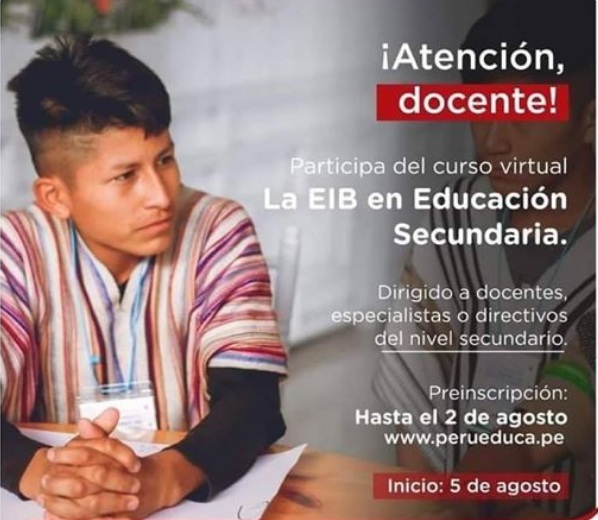 ¡Atención,
docente!
Participa del curso virtual
La EIB en Educación
Secundaria.
Dirigido a docentes,
especialistas o directivos
del nivel secundario.
Preinscripción:
Hasta el 2 de agosto
www.perueduca.pe
Inicio: 5 de agosto